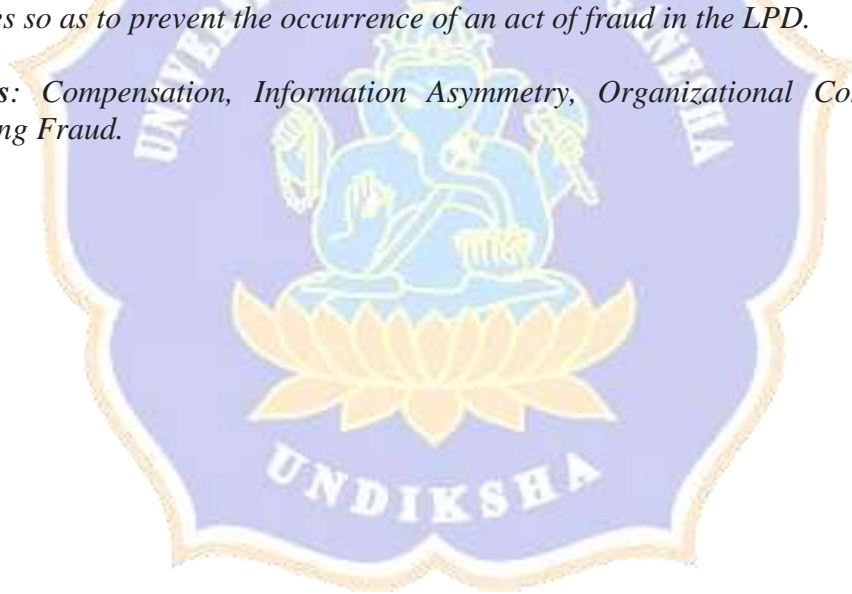 es so as to prevent the occurrence of an act of fraud in the LPD.
s: Compensation, Information Asymmetry, Organizational Co
ng Fraud.
UNDIKSHA